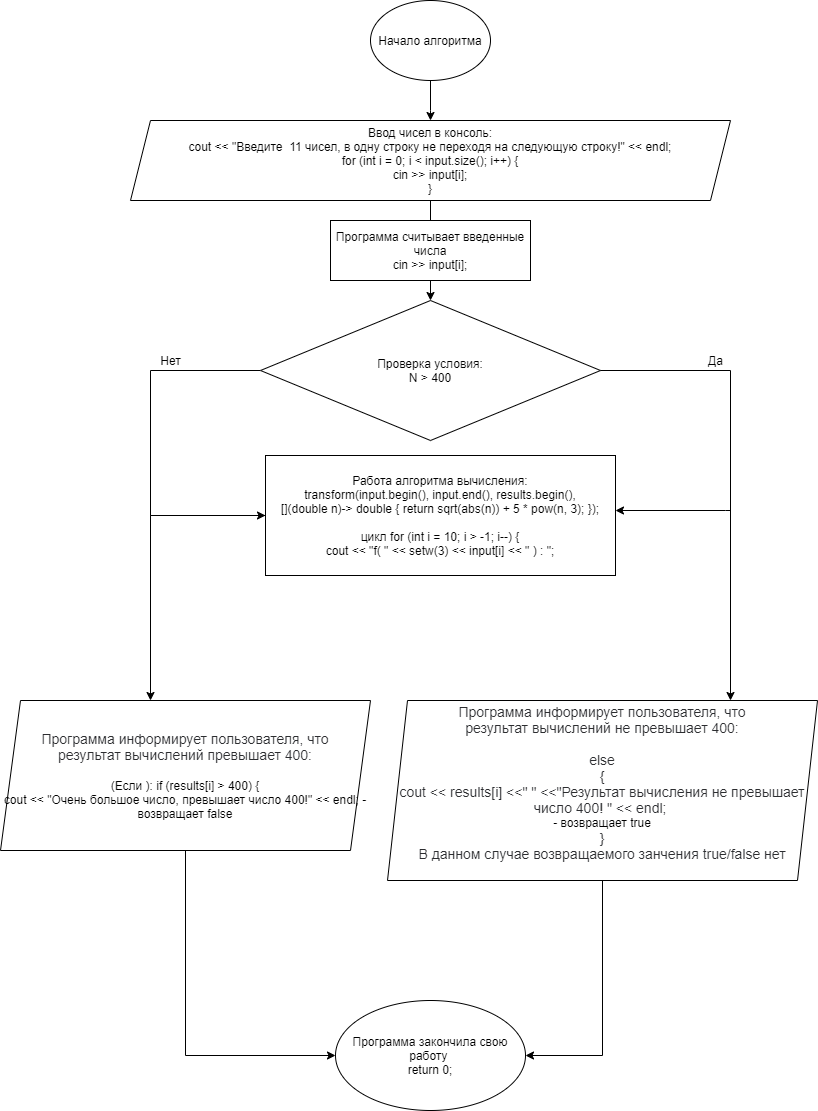 Начало алгоритма
Ввод чисел в консоль:
cout << "Введите  11 чисел, в одну строку не переходя на следующую строку!" << endl;
for (int i = 0; i < input.size(); i++) {
cin >> input[i];
}
Программа считывает введенные
числа
cin >> input[i];
Проверка условия:
N > 400
Нет
Да
Работа алгоритма вычисления:
transform(input.begin(), input.end(), results.begin(),
[](double n)-> double { return sqrt(abs(n)) + 5 * pow(n, 3); });
цикл for (int i = 10; i > -1; i--) {
cout << "f( " << setw(3) << input[i] << " ) : ";
Программа информирует пользователя, что
результат вычислений превышает 400:
(Если ): if (results[i] > 400) {
cout << "Очень большое число, превышает число 400!" << endl; -
возвращает false
Программа информирует пользователя, что
результат вычислений не превышает 400:
else
{
cout << results[i] <<" " <<"Результат вычисления не превышает
число 400! " << endl;
- возвращает true
}
В данном случае возвращаемого занчения true/false нет
Программа закончила свою
работу
return 0;